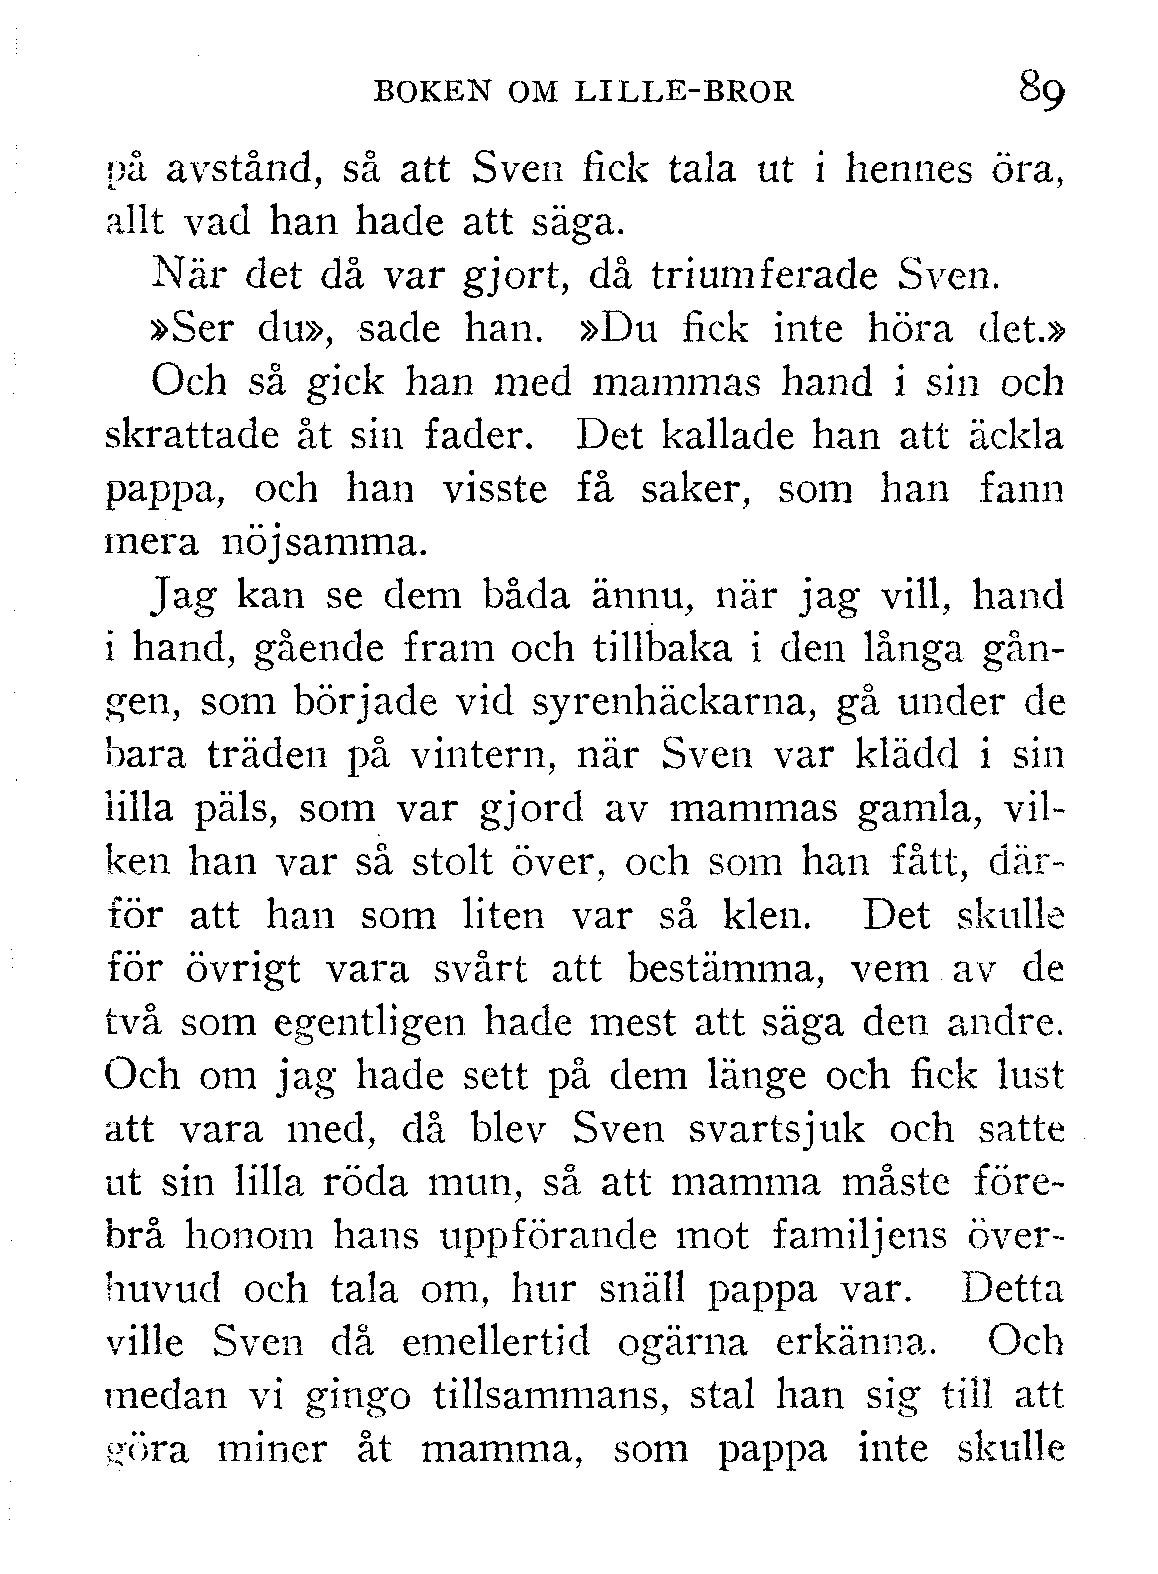 BOKEN OM LILLE-BROR 89
på avstånd, så att Sven fick tala ut i hennes öra,
allt vad han hade att säga.
När det då var gjort, då triumferade Sven.
»Ser du», sade han. »Du fick inte höra det.»
Och så gick han med mammas hand i sin och
skrattade åt sin fader. Det kallade han att äckla
pappa, och han visste få saker, som han fann
mera nöjsamma.
Jag kan se dem båda ännu, när jag vill, hand
i hand, gående fram och tillbaka i den långa gån-
gen, som började vid syrenhäckarna, gå under de
bara träden på vintern, när Sven var klädd i sin
lilla päls, som var gjord av mammas gamla, vil-
ken han var så stolt över, och som han fått, där-
för att han som liten var så klen. Det skulle
för övrigt vara svårt att bestämma, vem av de
två som egentligen hade mest att säga den andre.
Och om jag hade sett på dem länge och fick lust
att vara med, då blev Sven svartsjuk och satte
ut sin lilla röda mun, så att mamma måste före-
brå honom hans uppförande mot familjens över-
huvud och tala om, hur snäll pappa var. Detta
ville Sven då emellertid ogärna erkänna. Och
medan vi gingo tillsammans, stal han sig till att
göra miner åt mamma, som pappa inte skulle